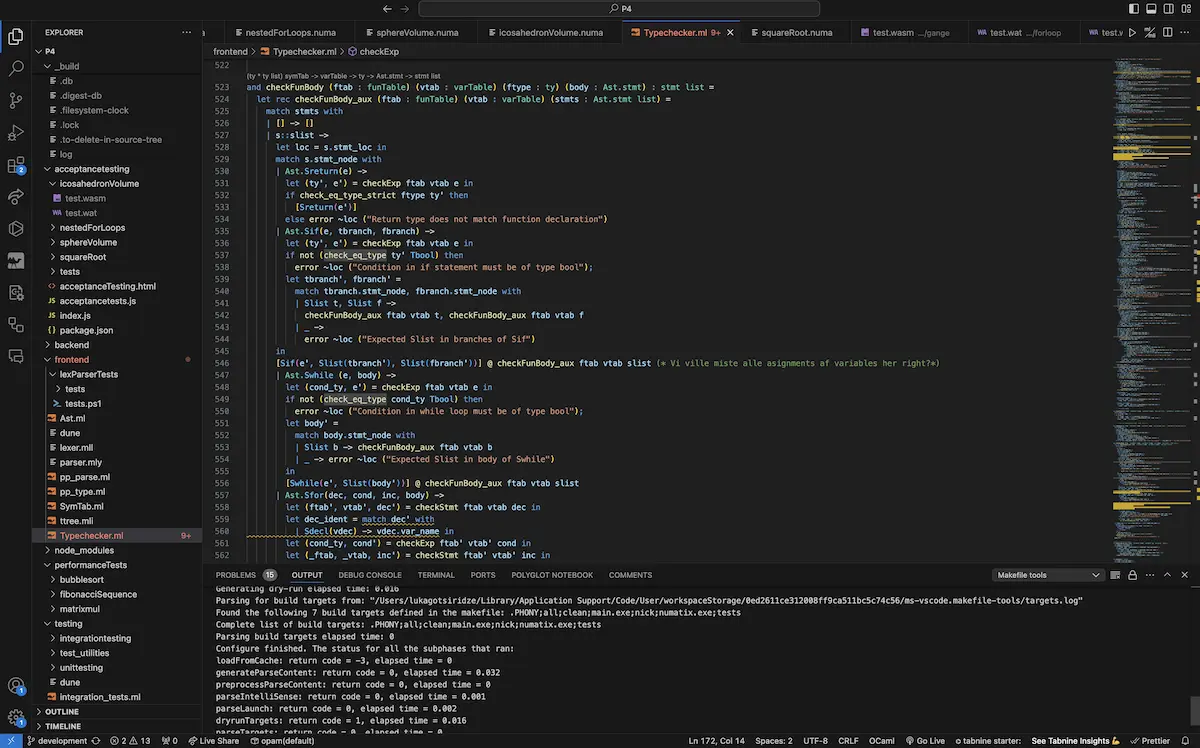 P4
EXPLORER
nestedForLoops.numa
sphereVolume.numa
icosahedronVolume.numa
Typechecker.ml 9+
squareRoot.numa
test.wasm .../gange
test.wat .../forloop
frontend > Typechecker.ml > checkExp
P4
_build
.db
.digest-db
.filesystem-clock
.lock
.to-delete-in-source-tree
log
acceptancetesting
icosahedronVolume
test.wasm
WA test.wat
nestedForLoops
sphereVolume
squareRoot
tests
<> acceptanceTesting.html
JS acceptancetests.js
JS index.js
{} package.json
backend
frontend
lexParserTests
tests
tests.ps1
Ast.ml
dune
lexer.mll
parser.mly
pp_parse.ml
pp_type.ml
SymTab.ml
ttree.mli
Typechecker.ml 9+
node_modules
performanceTests
bubblesort
fibonacciSequence
matrixmul
testing
integrationtesting
test_utilities
unittesting
dune
integration_tests.ml
OUTLINE
TIMELINE
522
(ty * ty list) symTab -> varTable -> ty -> Ast.stmt -> stmt list
523 and checkFunBody (ftab : funTable) (vtab : varTable) (ftype : ty) (body : Ast.stmt) : stmt list =
524 let rec checkFunBody_aux (ftab : funTable) (vtab : varTable) (stmts : Ast.stmt list) =
525 match stmts with
526 | [] -> []
527 | s::slist ->
528 let loc = s.stmt_loc in
529 match s.stmt_node with
530 | Ast.Sreturn(e) ->
531 let (ty', e') = checkExp ftab vtab e in
532 if check_eq_type_strict ftype ty' then
533 [Sreturn(e')]
534 else error ~loc ("Return type does not match function declaration")
535 | Ast.Sif(e, tbranch, fbranch) ->
536 let (ty', e') = checkExp ftab vtab e in
537 if not (check_eq_type ty' Tbool) then
538 error ~loc ("Condition in if statement must be of type bool");
539 let tbranch', fbranch' =
540 match tbranch.stmt_node, fbranch.stmt_node with
541 | Slist t, Slist f ->
542 checkFunBody_aux ftab vtab t, checkFunBody_aux ftab vtab f
543 | _ ->
544 error ~loc ("Expected Slist in branches of Sif")
545 in
546 [Sif(e', Slist(tbranch'), Slist(fbranch'))] @ checkFunBody_aux ftab vtab slist (* Vi ville miste alle asignments af variables her right?*)
547 | Ast.Swhile (e, body) ->
548 let (cond_ty, e') = checkExp ftab vtab e in
549 if not (check_eq_type cond_ty Tbool) then
550 error ~loc ("Condition in while loop must be of type bool");
551 let body' =
552 match body.stmt_node with
553 | Slist b -> checkFunBody_aux ftab vtab b
554 | _ -> error ~loc ("Expected Slist in body of Swhile")
555 in
556 [Swhile(e', Slist(body'))] @ checkFunBody_aux ftab vtab slist
557 | Ast.Sfor(dec, cond, inc, body) ->
558 let (ftab', vtab', dec') = checkStmt ftab vtab dec in
559 let dec_ident = match dec' with
560 | Sdecl(vdec) -> vdec.var_name in
561 let (cond_ty, cond') = checkExp ftab' vtab' cond in
562 let (_ftab, _vtab, inc') = checkStmt ftab' vtab' inc in
PROBLEMS 15 OUTPUT DEBUG CONSOLE TERMINAL PORTS POLYGLOT NOTEBOOK COMMENTS
Makefile tools
Generating dry-run elapsed time: 0.016
Parsing for build targets from: "/Users/lukagotsiridze/Library/Application Support/Code/User/workspaceStorage/0ed2611ce312008ff9ca511bc5c74c56/ms-vscode.makefile-tools/targets.log"
Found the following 7 build targets defined in the makefile: .PHONY;all;clean;main.exe;nick;numatix.exe;tests
Complete list of build targets: .PHONY;all;clean;main.exe;nick;numatix.exe;tests
Parsing build targets elapsed time: 0
Configure finished. The status for all the subphases that ran:
loadFromCache: return code = -3, elapsed time = 0
generateParseContent: return code = 0, elapsed time = 0.032
preprocessParseContent: return code = 0, elapsed time = 0
parseIntelliSense: return code = 0, elapsed time = 0.001
parseLaunch: return code = 0, elapsed time = 0.002
dryrunTargets: return code = 1, elapsed time = 0.016
parseTargets: return code = 0, elapsed time = 0
development 2 13 0 Live Share opam(default) Ln 172, Col 14 Spaces: 2 UTF-8 CRLF OCaml Go Live tabnine starter: See Tabnine Insights Prettier